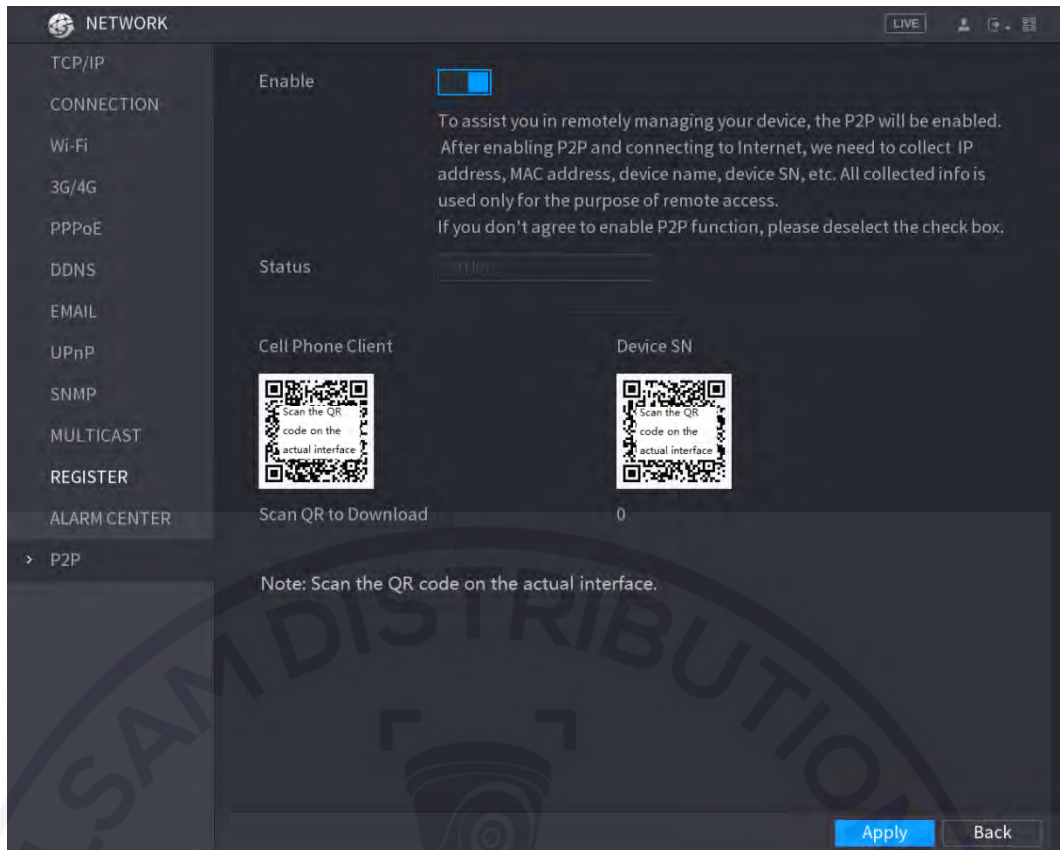 NETWORK
LIVE
TCP/IP
CONNECTION
Wi-Fi
3G/4G
PPPoE
DDNS
EMAIL
UPnP
SNMP
MULTICAST
REGISTER
ALARM CENTER
P2P
Enable
To assist you in remotely managing your device, the P2P will be enabled.
After enabling P2P and connecting to Internet, we need to collect IP
address, MAC address, device name, device SN, etc. All collected info is
used only for the purpose of remote access.
If you don't agree to enable P2P function, please deselect the check box.
Status
Cell Phone Client
Device SN
Scan the QR
code on the
actual interface
Scan the QR
code on the
actual interface
Scan QR to Download
0
Note: Scan the QR code on the actual interface.
SAM DISTRIBUTION
Apply
Back